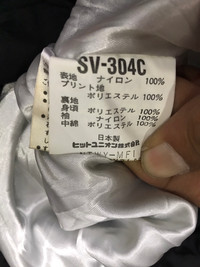 SV-304C
表地 ナイロン 100%
プリント地
ポリエステル 100%
裏地
身頃 ポリエステル 100%
袖 ナイロン 100%
中綿 ポリエステル 100%
日本製
ヒットユニオン株式会社